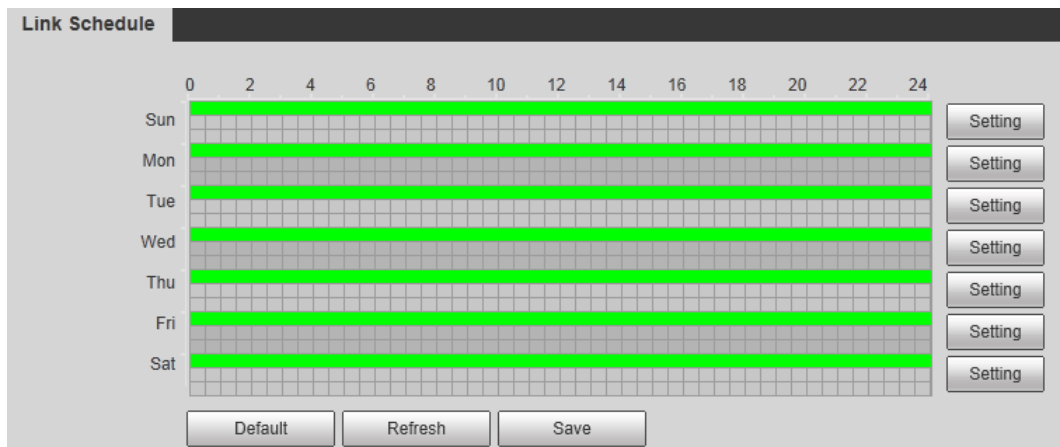 Link Schedule
0 2 4 6 8 10 12 14 16 18 20 22 24
Sun Setting
Mon Setting
Tue Setting
Wed Setting
Thu Setting
Fri Setting
Sat Setting
Default Refresh Save